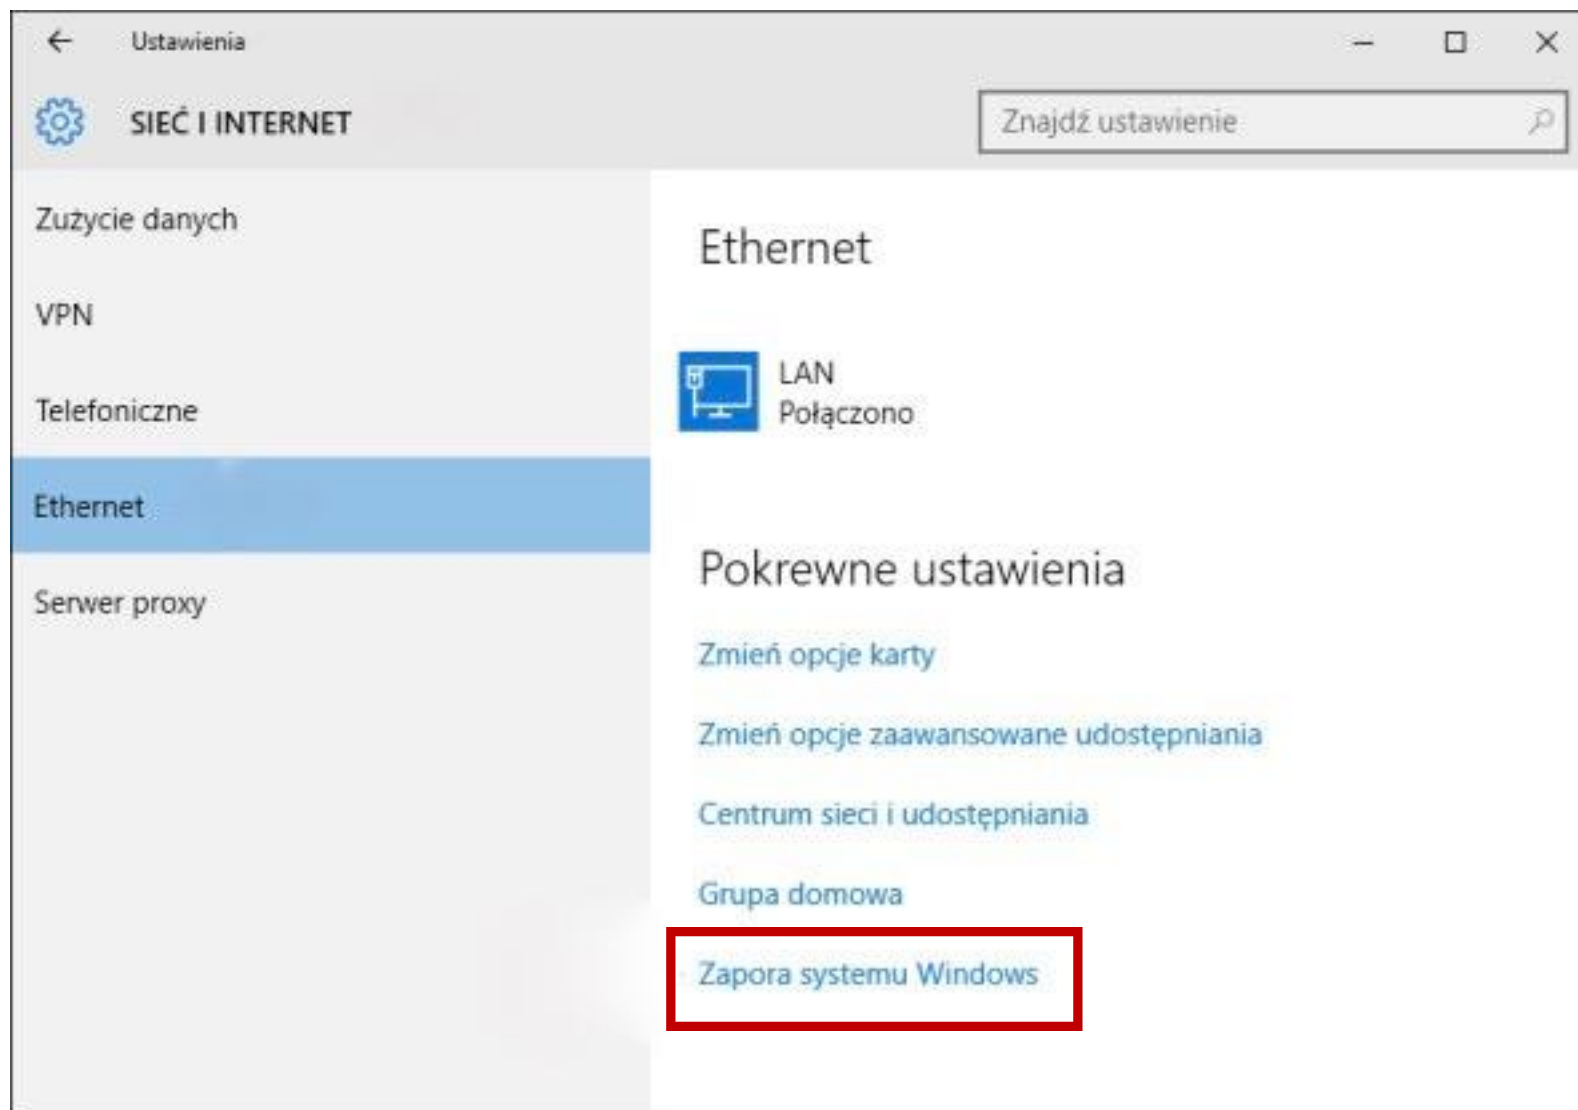 Ustawienia
SIEĆ I INTERNET
Znajdź ustawienie
Zużycie danych
VPN
Telefoniczne
Ethernet
Serwer proxy
Ethernet
LAN
Połączono
Pokrewne ustawienia
Zmień opcje karty
Zmień opcje zaawansowane udostępniania
Centrum sieci i udostępniania
Grupa domowa
Zapora systemu Windows